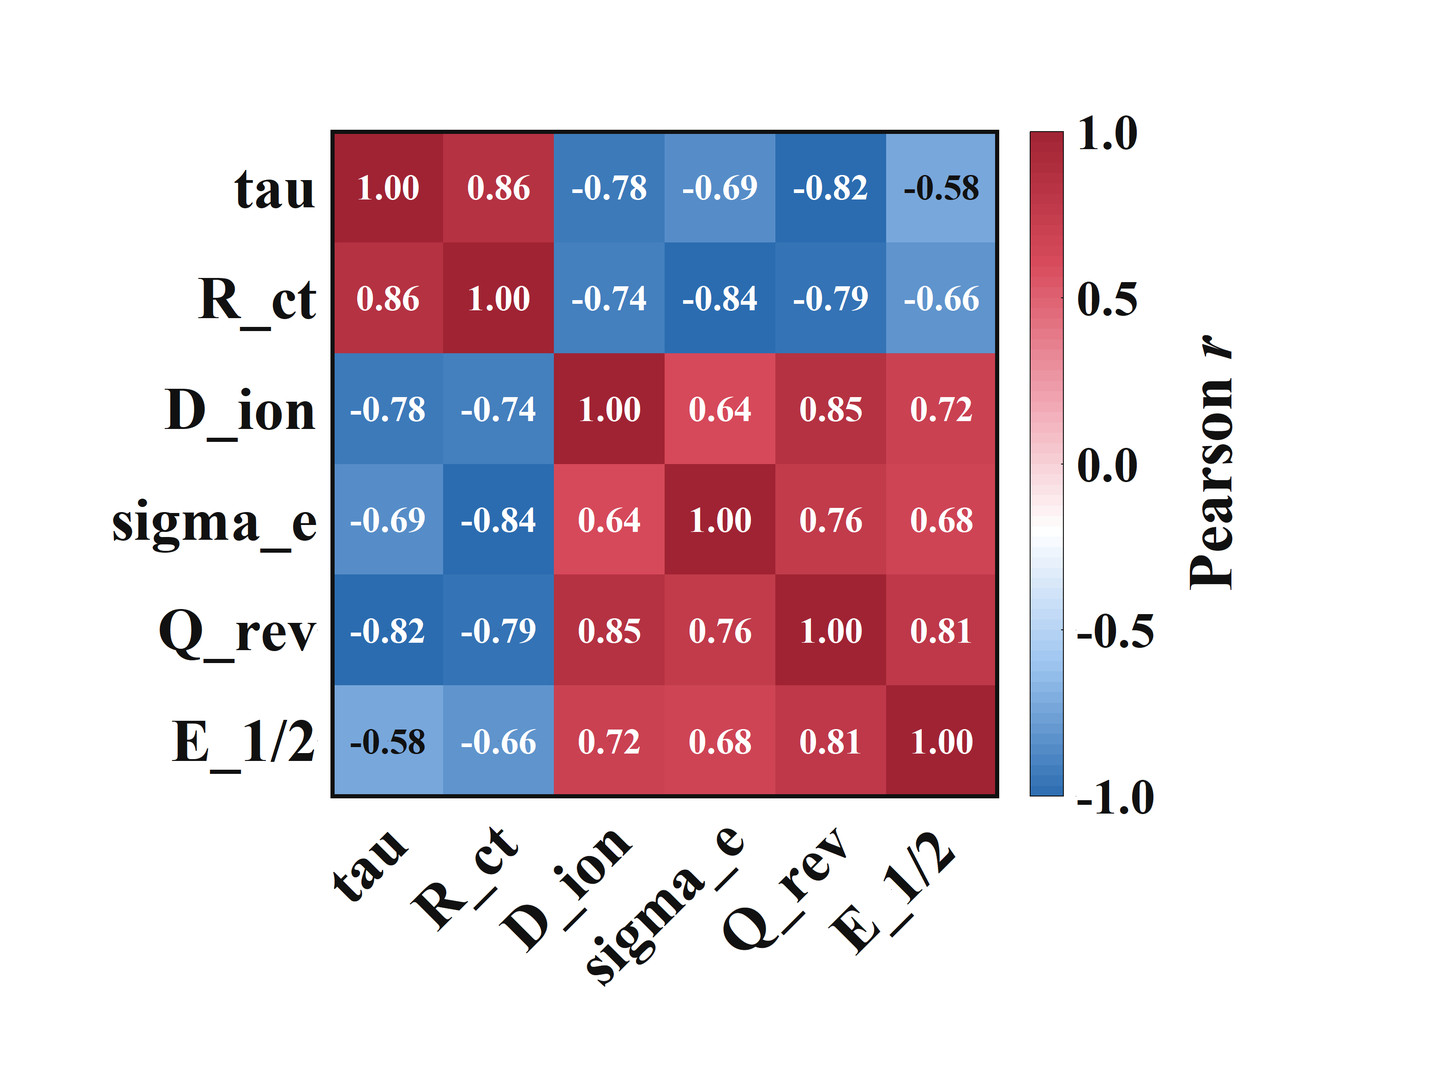 tau 1.00 0.86 -0.78 -0.69 -0.82 -0.58
R_ct 0.86 1.00 -0.74 -0.84 -0.79 -0.66
D_ion -0.78 -0.74 1.00 0.64 0.85 0.72
sigma_e -0.69 -0.84 0.64 1.00 0.76 0.68
Q_rev -0.82 -0.79 0.85 0.76 1.00 0.81
E_1/2 -0.58 -0.66 0.72 0.68 0.81 1.00
tau
R_ct
D_ion
sigma_e
Q_rev
E_1/2
1.0
0.5
0.0
-0.5
-1.0
Pearson r